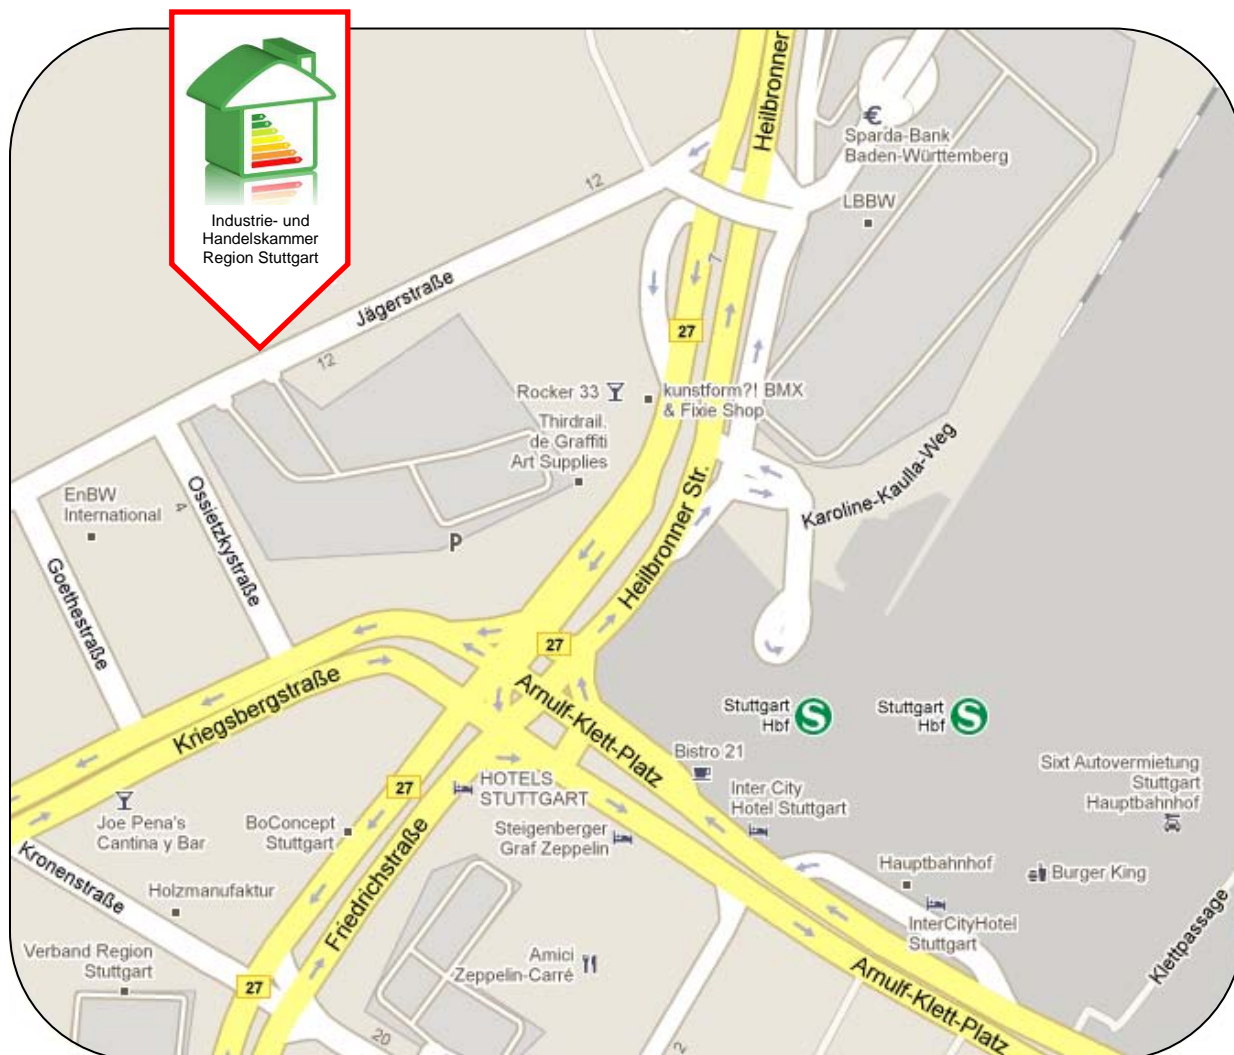 Industrie- und
Handelskammer
Region Stuttgart
Heilbronner
Sparda-Bank
Baden-Württemberg
12
LBBW
7
Jägerstraße
27
12
Rocker 33
kunstform?! BMX
& Fixie Shop
Thirdrail.
de Graffiti
Art Supplies
Karoline-Kaulla-Weg
EnBW
International
Ossietzkystraße
4
P
Heilbronner Str.
Goethestraße
27
Kriegsbergstraße
Arnulf-Klett-Platz
Stuttgart
Hbf
S
Stuttgart
Hbf
S
Bistro 21
Sixt Autovermietung
Stuttgart
Hauptbahnhof
27
HOTELS
STUTTGART
Inter City
Hotel Stuttgart
Joe Pena's
Cantina y Bar
BoConcept
Stuttgart
Steigenberger
Graf Zeppelin
Kronenstraße
Friedrichstraße
Hauptbahnhof
Burger King
Holzmanufaktur
InterCityHotel
Stuttgart
Klettpassage
Verband Region
Stuttgart
Amici
Zeppelin-Carré
27
Arnulf-Klett-Platz
20
2